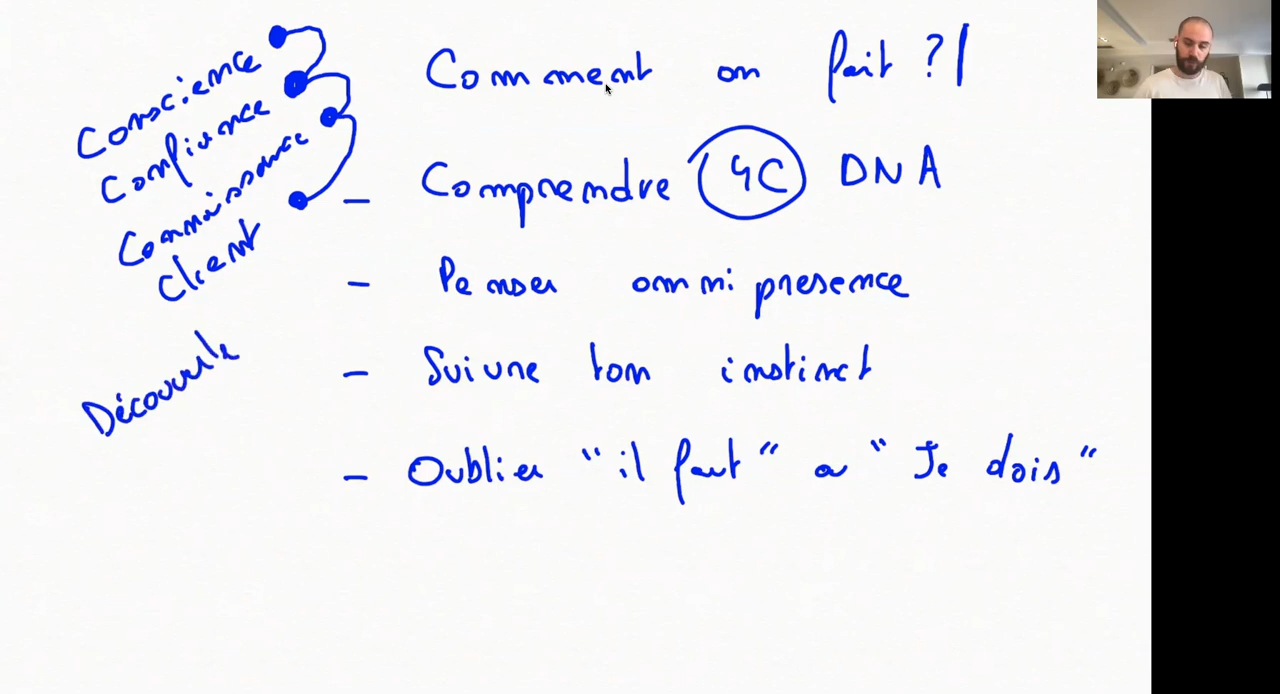 Comment on fait ?!
Conscience
Confiance
Connaissance
Client
- Comprendre 4C DNA
- Penser omnipresence
- Suivre ton instinct
Découverte
- Oublier "il faut" ou "Je dois"